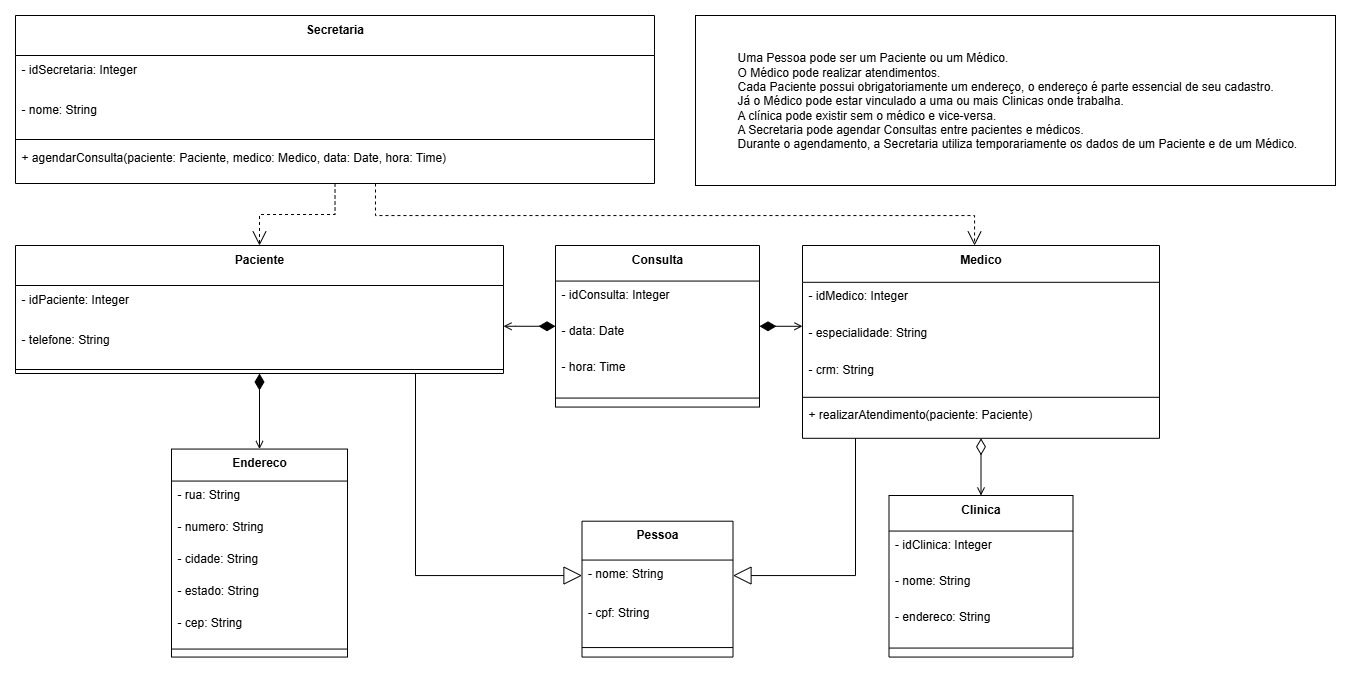 Secretaria
- idSecretaria: Integer
- nome: String
+ agendarConsulta(paciente: Paciente, medico: Medico, data: Date, hora: Time)
Uma Pessoa pode ser um Paciente ou um Médico.
O Médico pode realizar atendimentos.
Cada Paciente possui obrigatoriamente um endereço, o endereço é parte essencial de seu cadastro.
Já o Médico pode estar vinculado a uma ou mais Clinicas onde trabalha.
A clínica pode existir sem o médico e vice-versa.
A Secretaria pode agendar Consultas entre pacientes e médicos.
Durante o agendamento, a Secretaria utiliza temporariamente os dados de um Paciente e de um Médico.
Paciente
- idPaciente: Integer
- telefone: String
Consulta
- idConsulta: Integer
- data: Date
- hora: Time
Medico
- idMedico: Integer
- especialidade: String
- crm: String
+ realizarAtendimento(paciente: Paciente)
Endereco
- rua: String
- numero: String
- cidade: String
- estado: String
- cep: String
Pessoa
- nome: String
- cpf: String
Clinica
- idClinica: Integer
- nome: String
- endereco: String